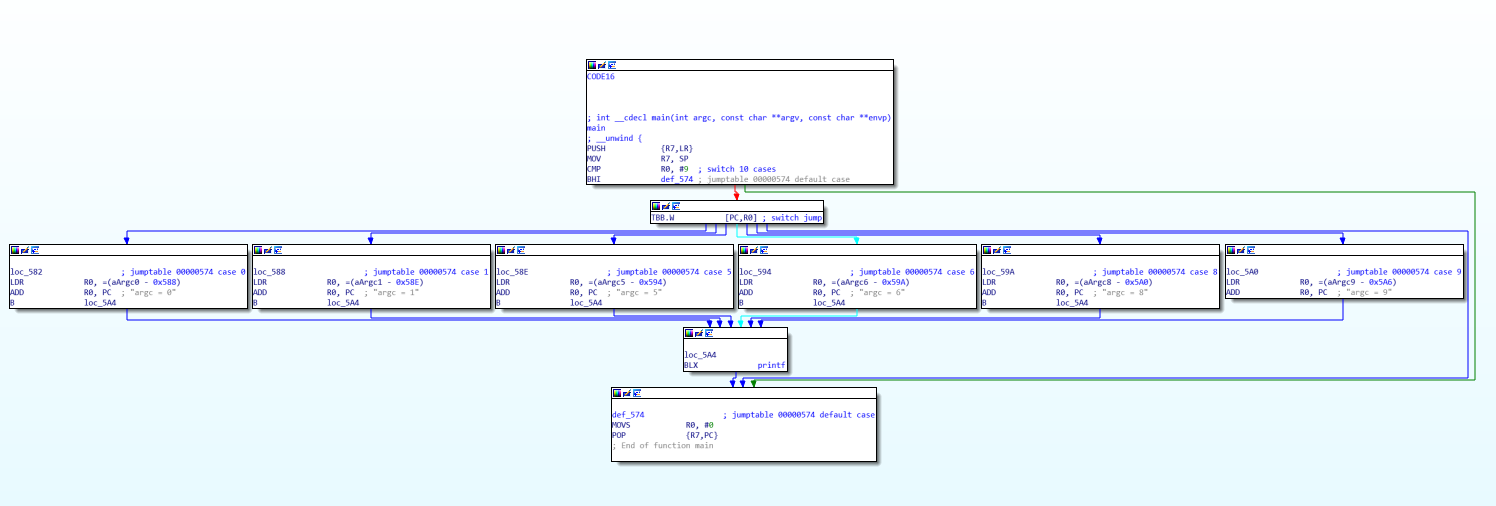 CODE16
; int __cdecl main(int argc, const char **argv, const char **envp)
main
; __unwind {
PUSH {R7,LR}
MOV R7, SP
CMP R0, #9 ; switch 10 cases
BHI def_574 ; jumptable 00000574 default case
TBB.W [PC,R0] ; switch jump
loc_582 ; jumptable 00000574 case 0
LDR R0, =(aArgc0 - 0x588)
ADD R0, PC ; "argc = 0"
B loc_5A4
loc_588 ; jumptable 00000574 case 1
LDR R0, =(aArgc1 - 0x58E)
ADD R0, PC ; "argc = 1"
B loc_5A4
loc_58E ; jumptable 00000574 case 5
LDR R0, =(aArgc5 - 0x594)
ADD R0, PC ; "argc = 5"
B loc_5A4
loc_594 ; jumptable 00000574 case 6
LDR R0, =(aArgc6 - 0x59A)
ADD R0, PC ; "argc = 6"
B loc_5A4
loc_59A ; jumptable 00000574 case 8
LDR R0, =(aArgc8 - 0x5A0)
ADD R0, PC ; "argc = 8"
B loc_5A4
loc_5A0 ; jumptable 00000574 case 9
LDR R0, =(aArgc9 - 0x5A6)
ADD R0, PC ; "argc = 9"
loc_5A4
BLX printf
def_574 ; jumptable 00000574 default case
MOVS R0, #0
POP {R7,PC}
; End of function main